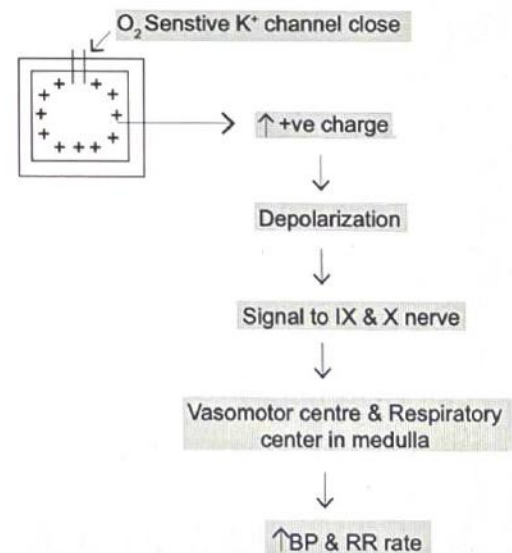 O₂ Senstive K⁺ channel close
+ + + +
+ +
+ +
+ +
+ + + +
↑ +ve charge
Depolarization
Signal to IX & X nerve
Vasomotor centre & Respiratory
center in medulla
↑BP & RR rate